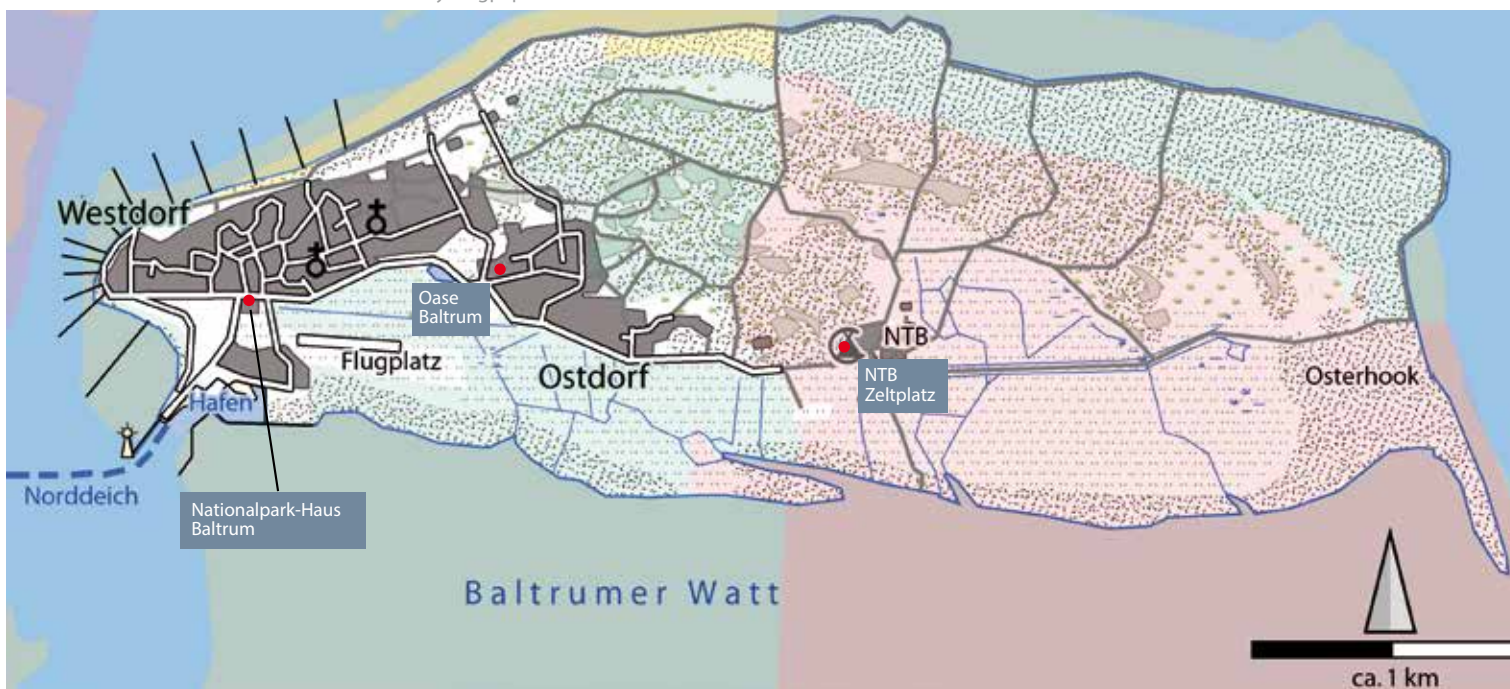 Westdorf
Oase
Baltrum
Flugplatz
Ostdorf
NTB
NTB
Zeltplatz
Osterhook
Hafen
Norddeich
Nationalpark-Haus
Baltrum
Baltrumer Watt
ca. 1 km